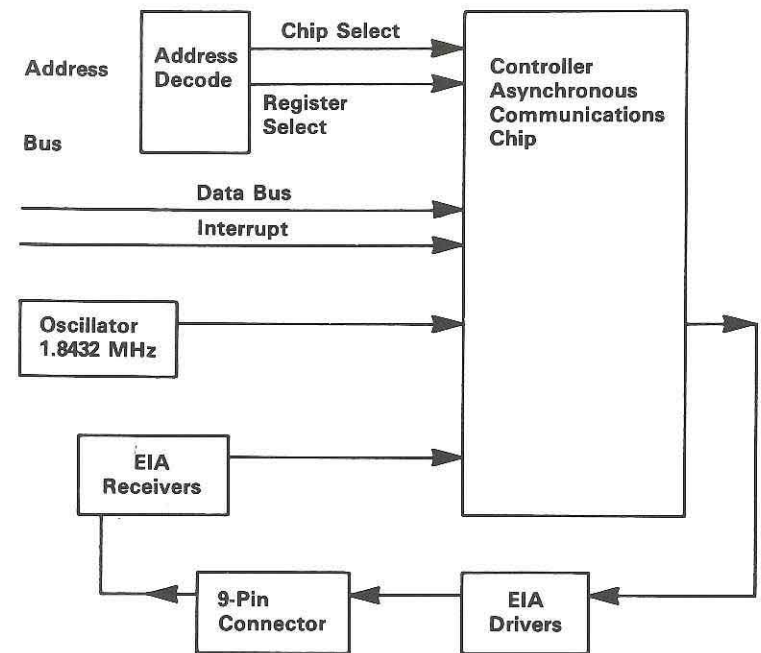 Address
Bus
Address
Decode
Chip Select
Register
Select
Controller
Asynchronous
Communications
Chip
Data Bus
Interrupt
Oscillator
1.8432 MHz
EIA
Receivers
9-Pin
Connector
EIA
Drivers